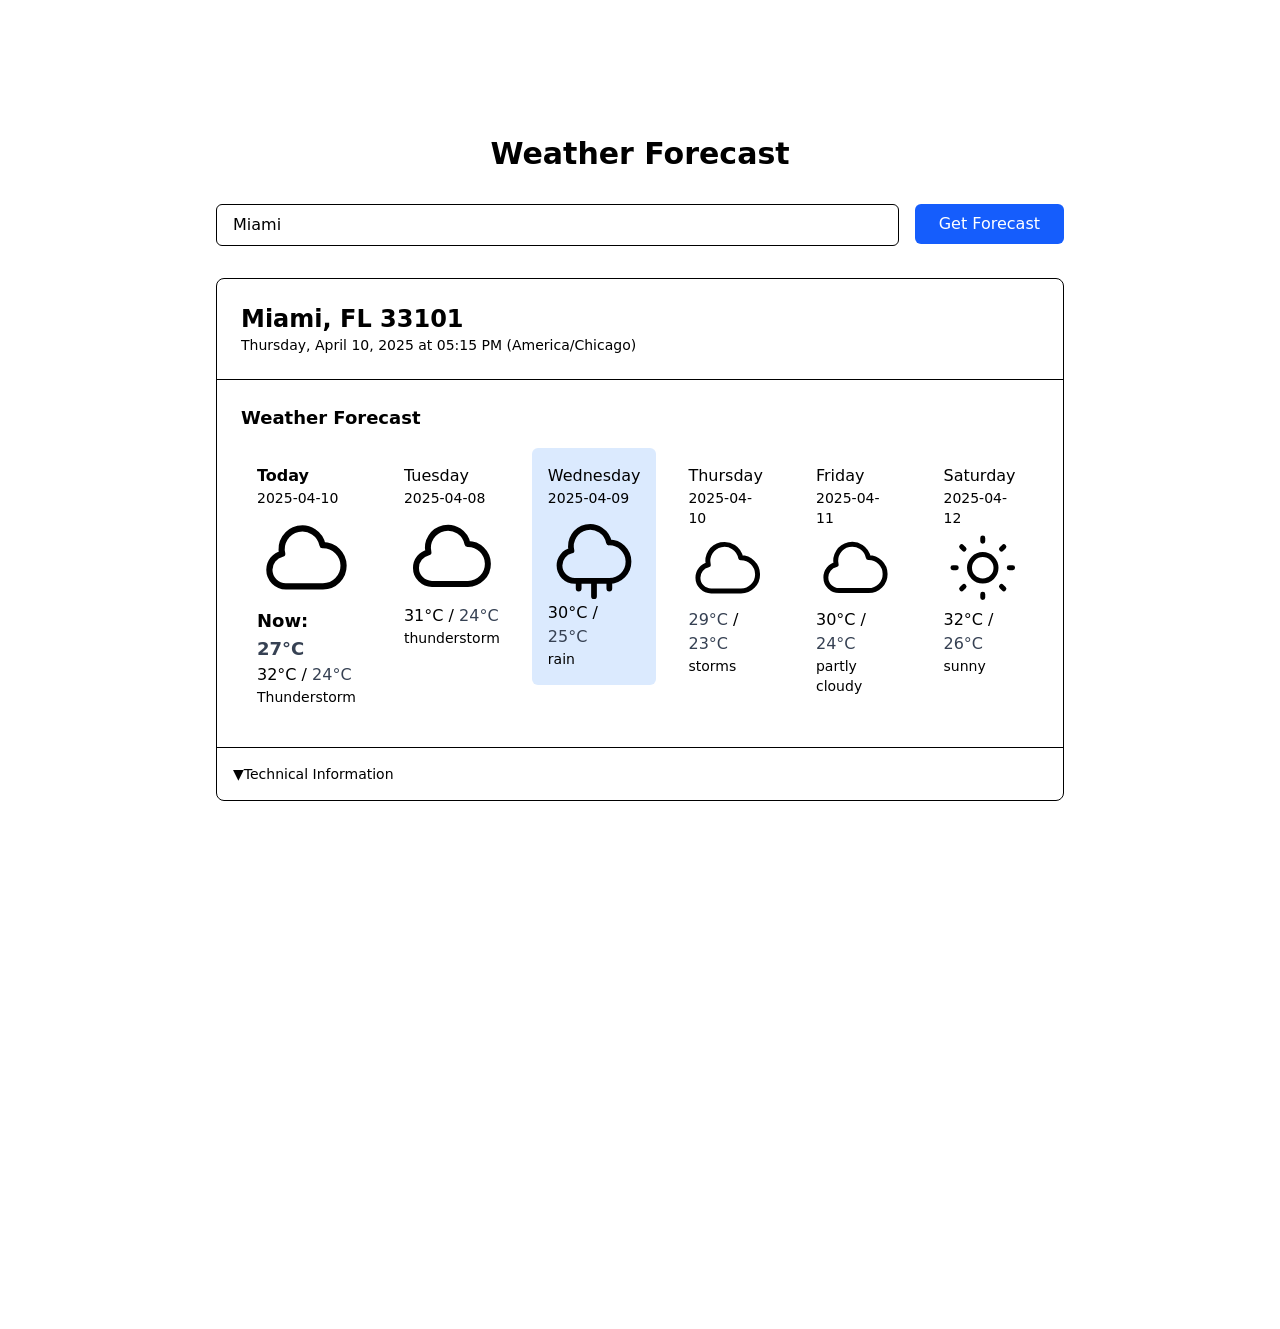 Weather Forecast
Miami
Get Forecast
Miami, FL 33101
Thursday, April 10, 2025 at 05:15 PM (America/Chicago)
Weather Forecast
Today
2025-04-10
Now:
27°C
32°C / 24°C
Thunderstorm
Tuesday
2025-04-08
31°C / 24°C
thunderstorm
Wednesday
2025-04-09
30°C /
25°C
rain
Thursday
2025-04-
10
29°C /
23°C
storms
Friday
2025-04-
11
30°C /
24°C
partly
cloudy
Saturday
2025-04-
12
32°C /
26°C
sunny
▼Technical Information